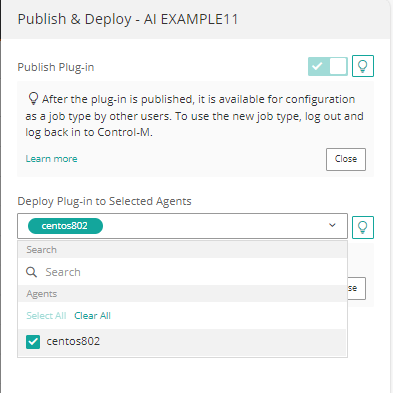 Publish & Deploy - AI EXAMPLE11
Publish Plug-in
After the plug-in is published, it is available for configuration
as a job type by other users. To use the new job type, log out and
log back in to Control-M.
Learn more
Close
Deploy Plug-in to Selected Agents
centos802
Search
Search
Agents
se
Select All Clear All
centos802